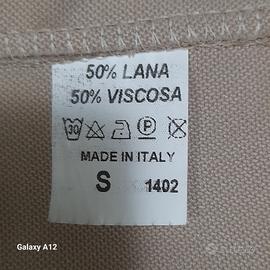 50% LANA
50% VISCOSA
30
P
MADE IN ITALY
S 1402
Galaxy A12